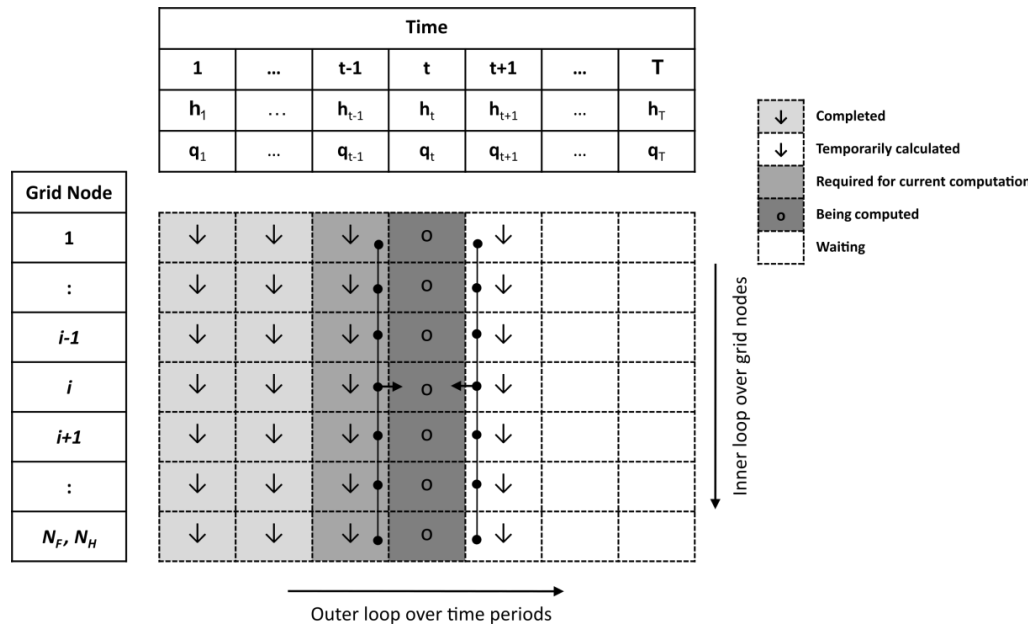 Time
1 ... t-1 t t+1 ... T
h1 ... ht-1 ht ht+1 ... hT
q1 ... qt-1 qt qt+1 ... qT
Completed
Temporarily calculated
Required for current computation
Being computed
Waiting
Grid Node
1
:
i-1
i
i+1
:
NF, NH
o
o
o
o
o
o
o
o
Inner loop over grid nodes
Outer loop over time periods